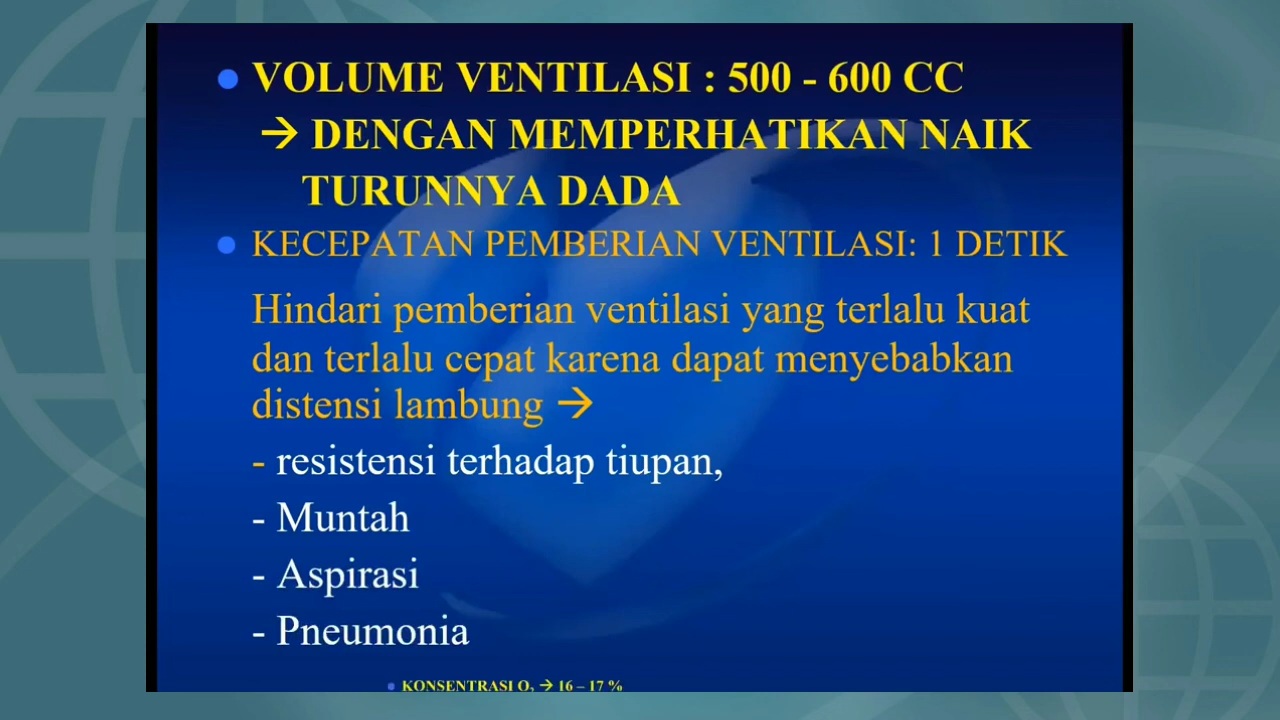 ● VOLUME VENTILASI : 500 - 600 CC
→ DENGAN MEMPERHATIKAN NAIK
TURUNNYA DADA
● KECEPATAN PEMBERIAN VENTILASI: 1 DETIK
Hindari pemberian ventilasi yang terlalu kuat
dan terlalu cepat karena dapat menyebabkan
distensi lambung →
- resistensi terhadap tiupan,
- Muntah
- Aspirasi
- Pneumonia
● KONSENTRASI O₂ → 16 – 17 %